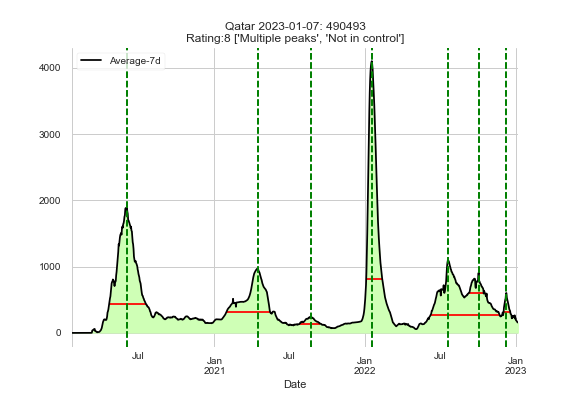 Qatar 2023-01-07: 490493
Rating:8 ['Multiple peaks', 'Not in control']
Average-7d
4000
3000
2000
1000
0
Jul
Jan
2021
Jul
Jan
2022
Jul
Jan
2023
Date